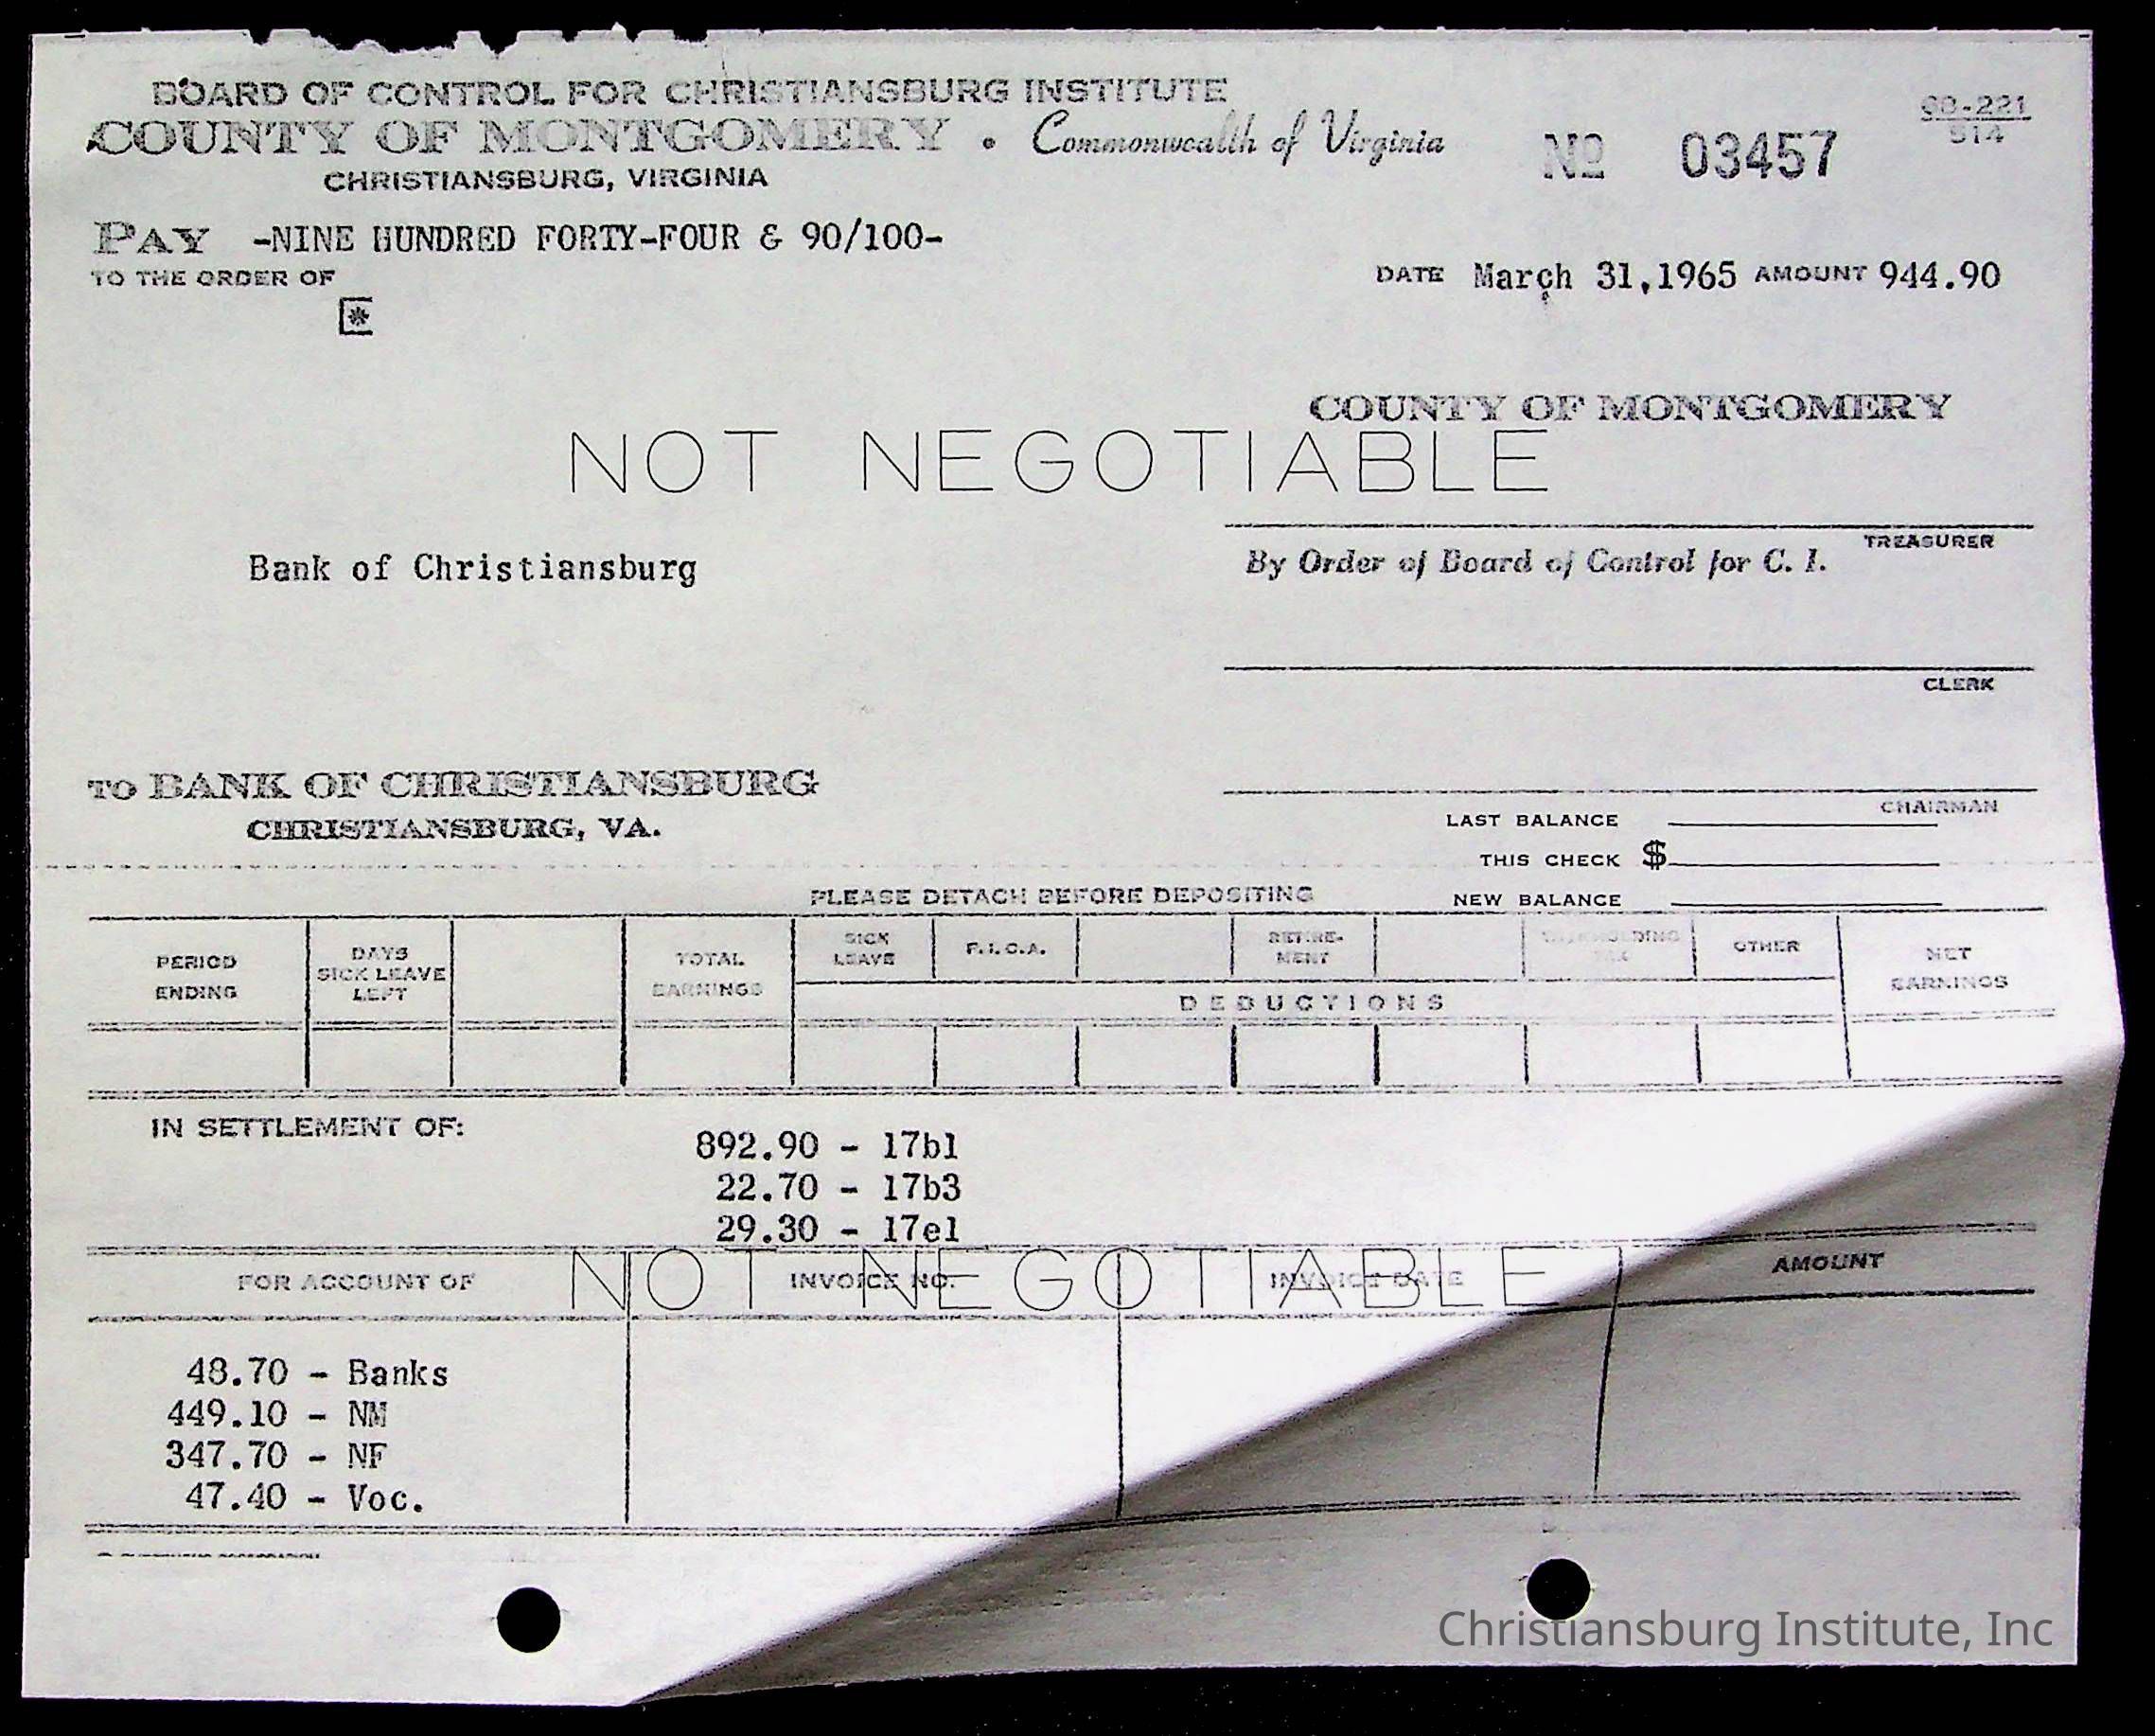 BOARD OF CONTROL FOR CHRISTIANSBURG INSTITUTE
COUNTY OF MONTGOMERY • Commonwealth of Virginia
CHRISTIANSBURG, VIRGINIA
No 03457
514
PAY -NINE HUNDRED FORTY-FOUR & 90/100-
TO THE ORDER OF
DATE March 31,1965 AMOUNT 944.90
*
COUNTY OF MONTGOMERY
NOT NEGOTIABLE
TREASURER
Bank of Christiansburg
By Order of Board of Control for C. I.
CLERK
TO BANK OF CHRISTIANSBURG
CHRISTIANSBURG, VA.
CHAIRMAN
LAST BALANCE
THIS CHECK $
NEW BALANCE
PLEASE DETACH BEFORE DEPOSITING
PERIOD ENDING
DAYS SICK LEAVE LEFT
TOTAL EARNINGS
SICK LEAVE
F.I.C.A.
RETIRE-MENT
WITHHOLDING
OTHER
NET EARNINGS
DEDUCTIONS
IN SETTLEMENT OF:
892.90 - 17b1
22.70 - 17b3
29.30 - 17e1
NOT NEGOTIABLE
FOR ACCOUNT OF
INVOICE NO.
INVOICE DATE
AMOUNT
48.70 - Banks
449.10 - NM
347.70 - NF
47.40 - Voc.
Christiansburg Institute, Inc